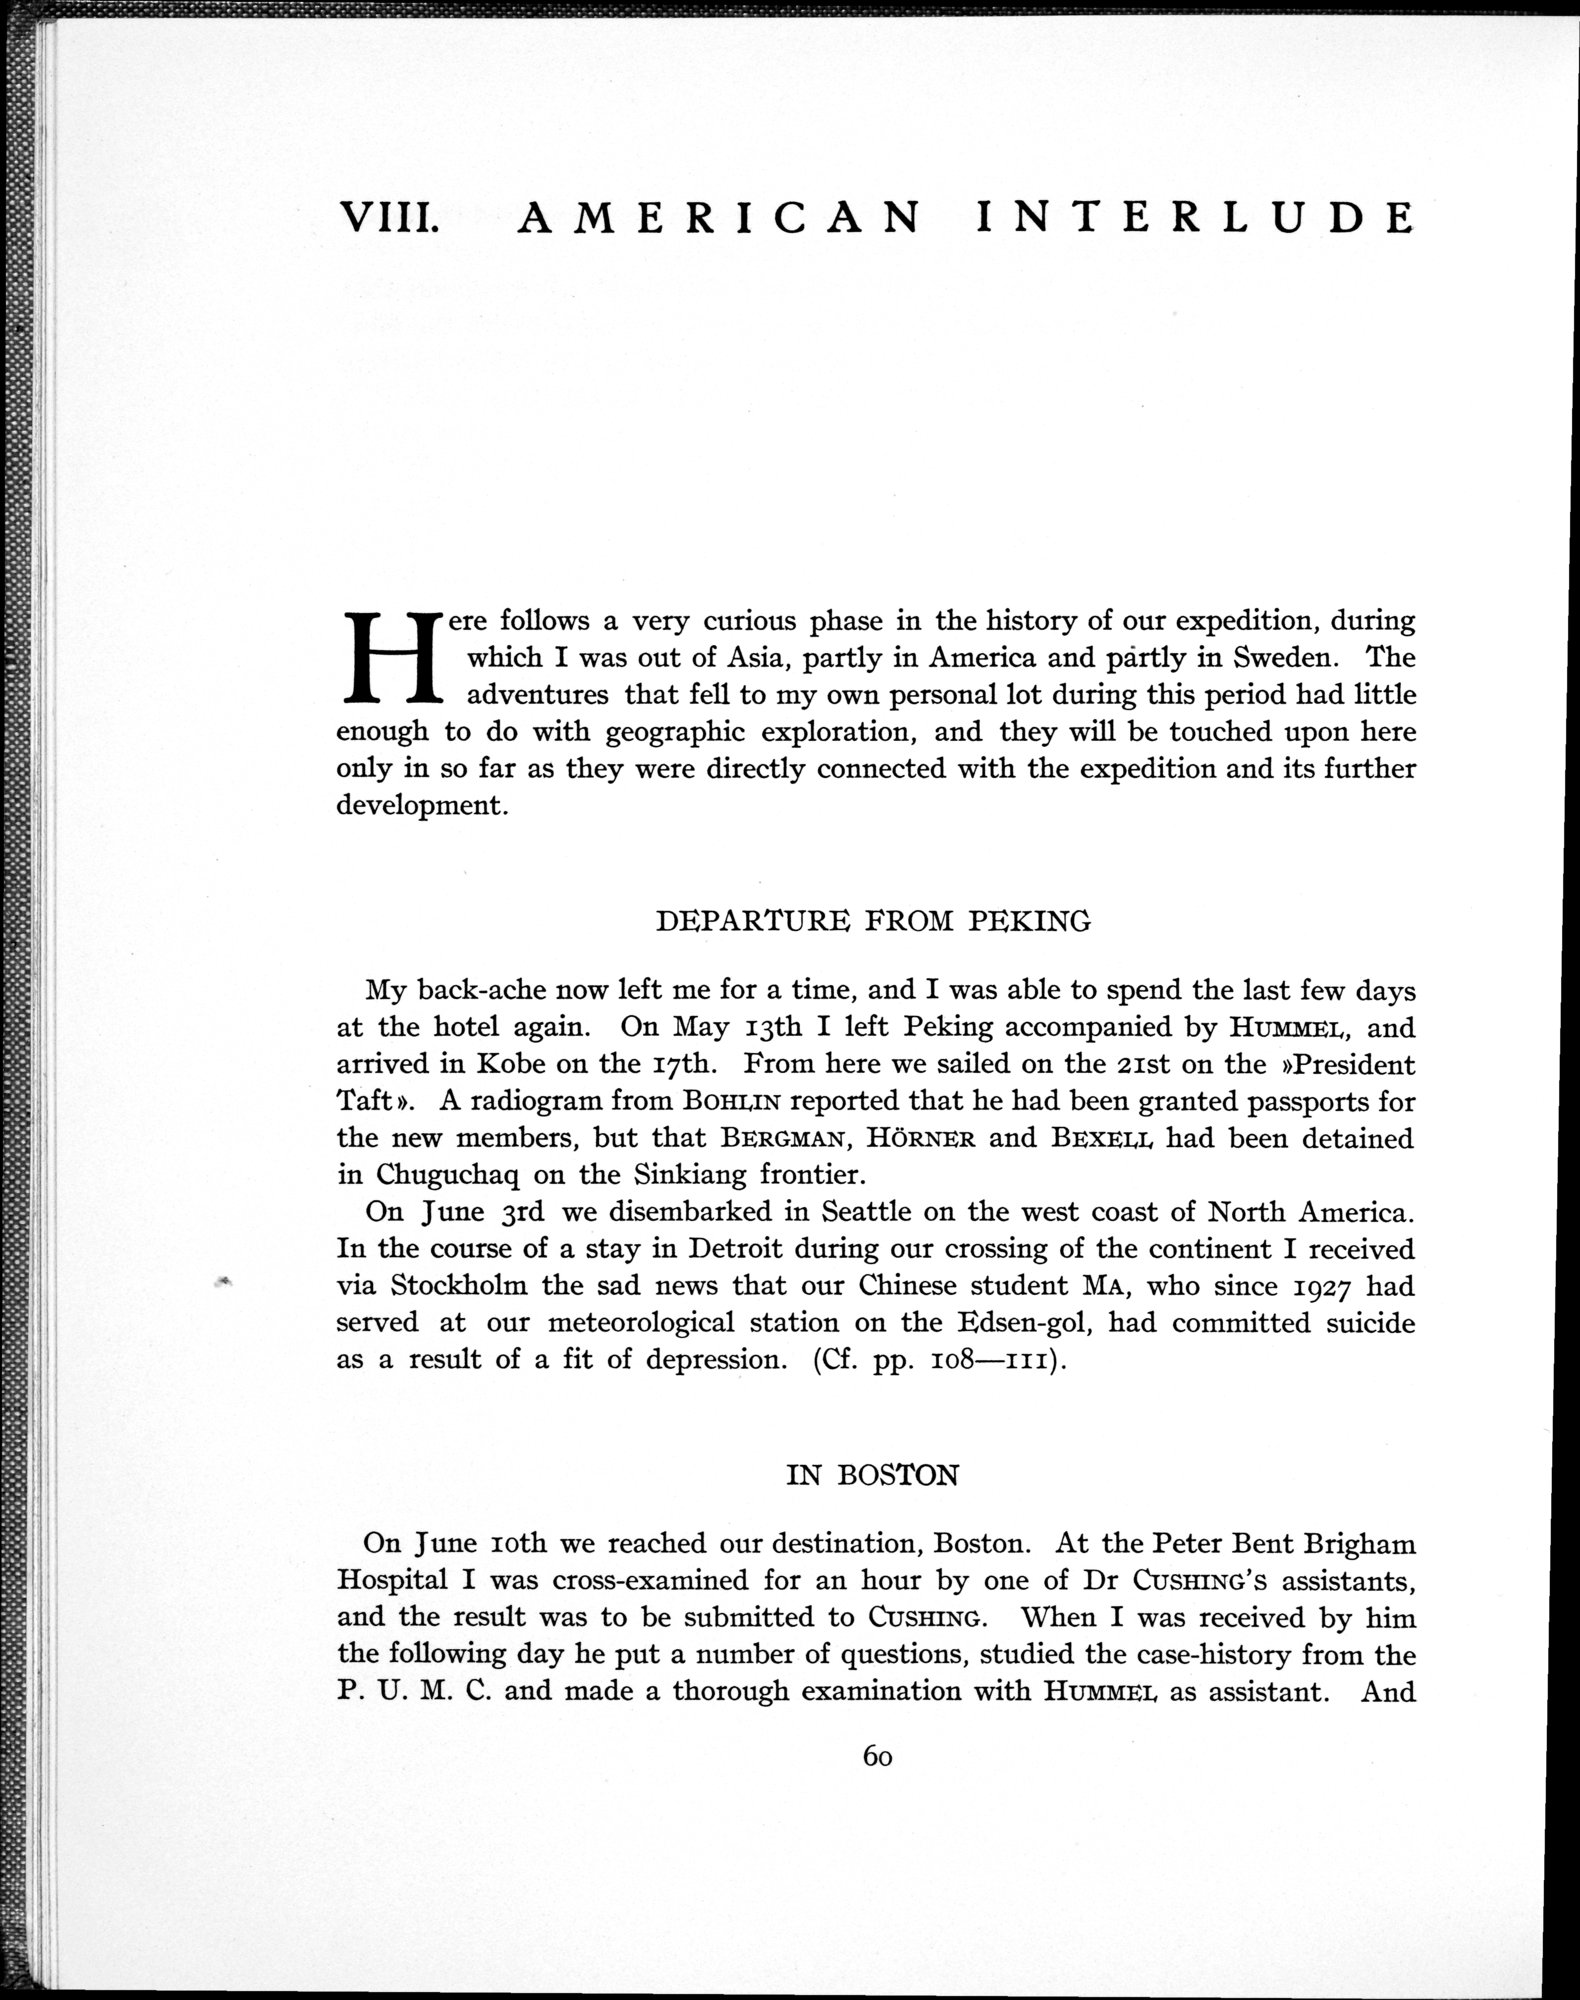 VIII. AMERICAN INTERLUDE
Here follows a very curious phase in the history of our expedition, during
which I was out of Asia, partly in America and partly in Sweden. The
adventures that fell to my own personal lot during this period had little
enough to do with geographic exploration, and they will be touched upon here
only in so far as they were directly connected with the expedition and its further
development.
DEPARTURE FROM PEKING
My back-ache now left me for a time, and I was able to spend the last few days
at the hotel again. On May 13th I left Peking accompanied by HUMMEL, and
arrived in Kobe on the 17th. From here we sailed on the 21st on the »President
Taft». A radiogram from BOHLIN reported that he had been granted passports for
the new members, but that BERGMAN, HÖRNER and BEXELL had been detained
in Chuguchaq on the Sinkiang frontier.
On June 3rd we disembarked in Seattle on the west coast of North America.
In the course of a stay in Detroit during our crossing of the continent I received
via Stockholm the sad news that our Chinese student MA, who since 1927 had
served at our meteorological station on the Edsen-gol, had committed suicide
as a result of a fit of depression. (Cf. pp. 108—111).
IN BOSTON
On June 10th we reached our destination, Boston. At the Peter Bent Brigham
Hospital I was cross-examined for an hour by one of Dr CUSHING'S assistants,
and the result was to be submitted to CUSHING. When I was received by him
the following day he put a number of questions, studied the case-history from the
P. U. M. C. and made a thorough examination with HUMMEL as assistant. And
60